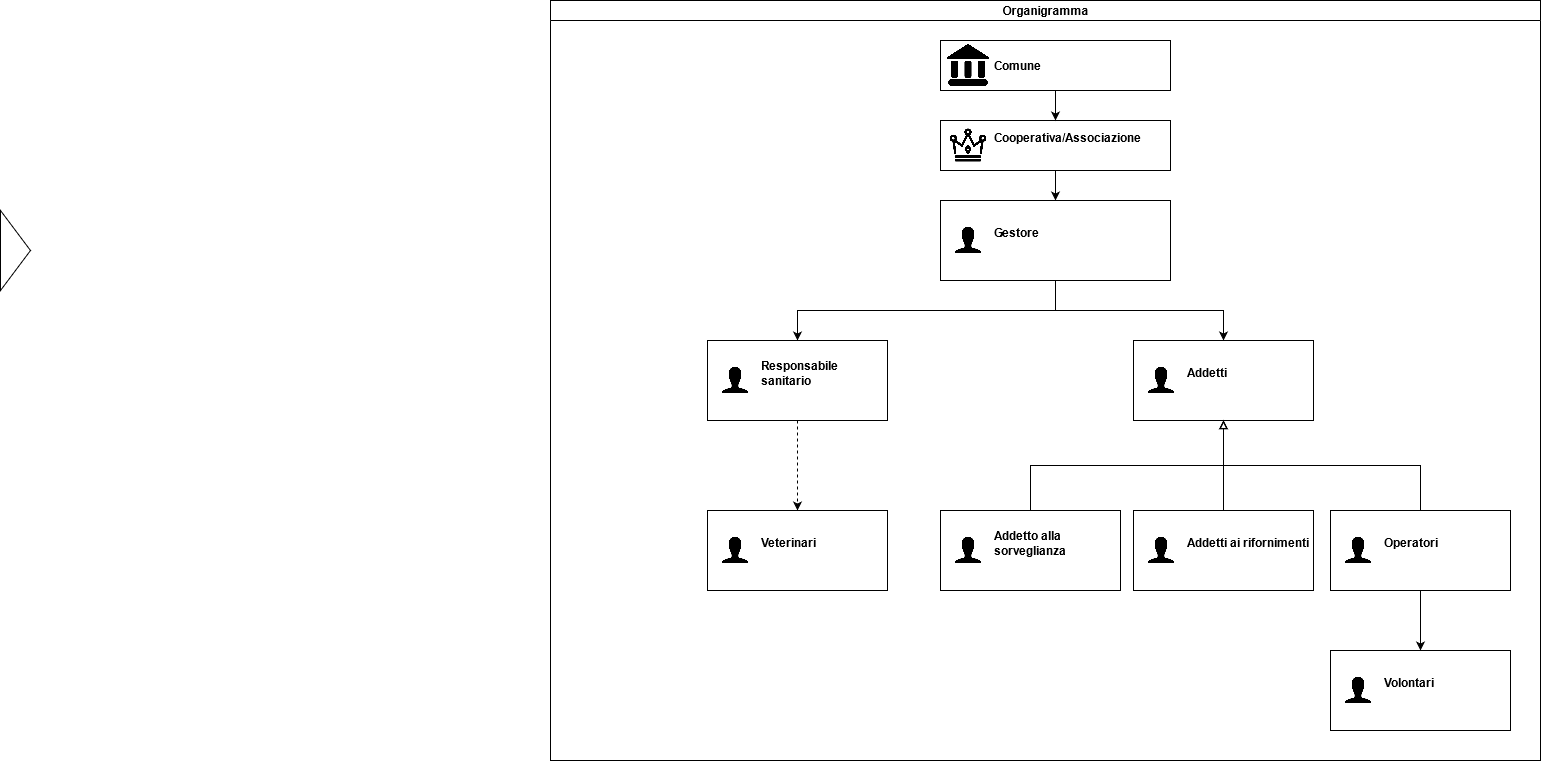 Organigramma
Comune
Cooperativa/Associazione
Gestore
Responsabile
sanitario
Addetti
Veterinari
Addetto alla
sorveglianza
Addetti ai rifornimenti
Operatori
Volontari